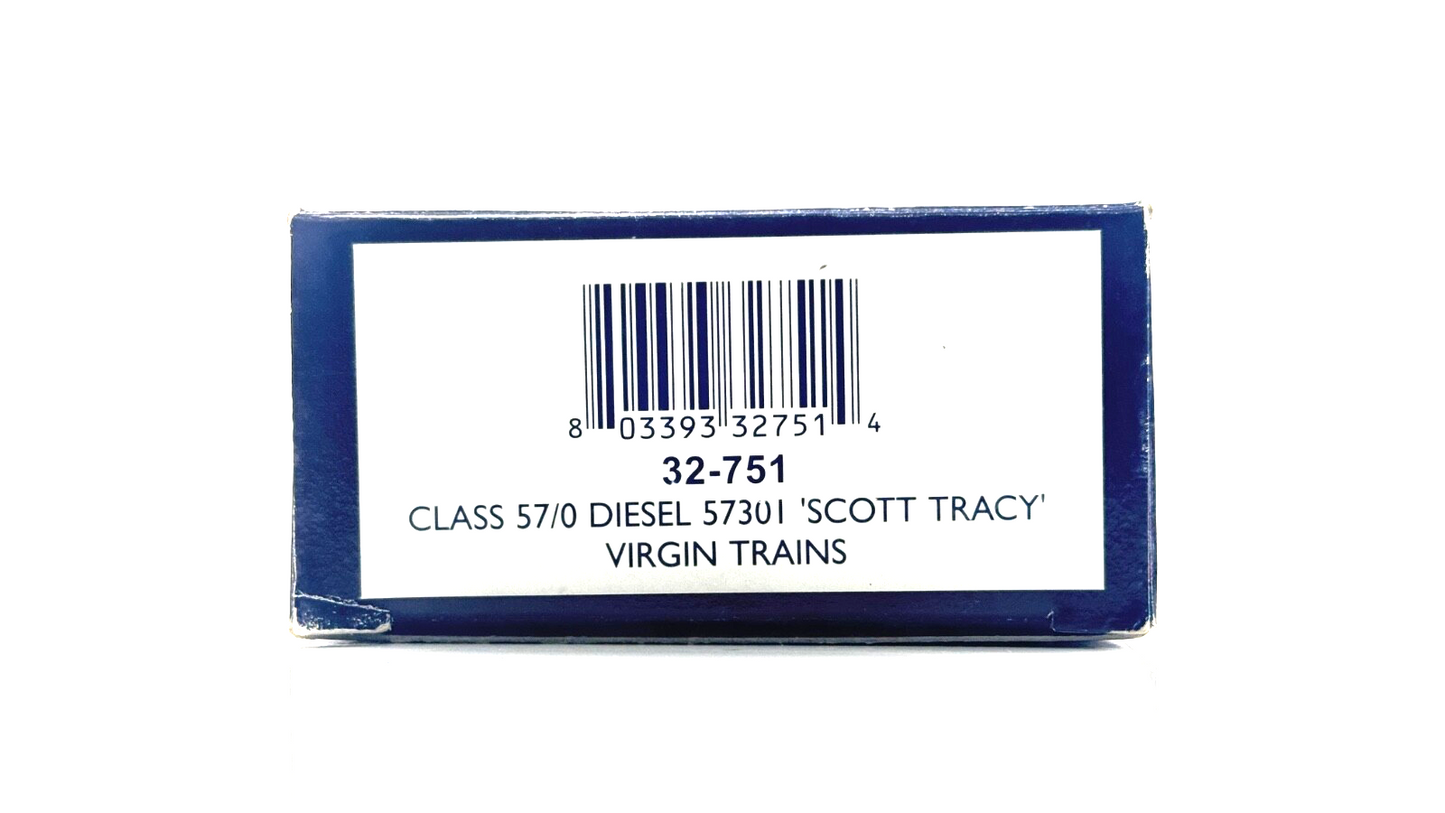 8 03393 32751 4
32-751
CLASS 57/0 DIESEL 57301 'SCOTT TRACY'
VIRGIN TRAINS